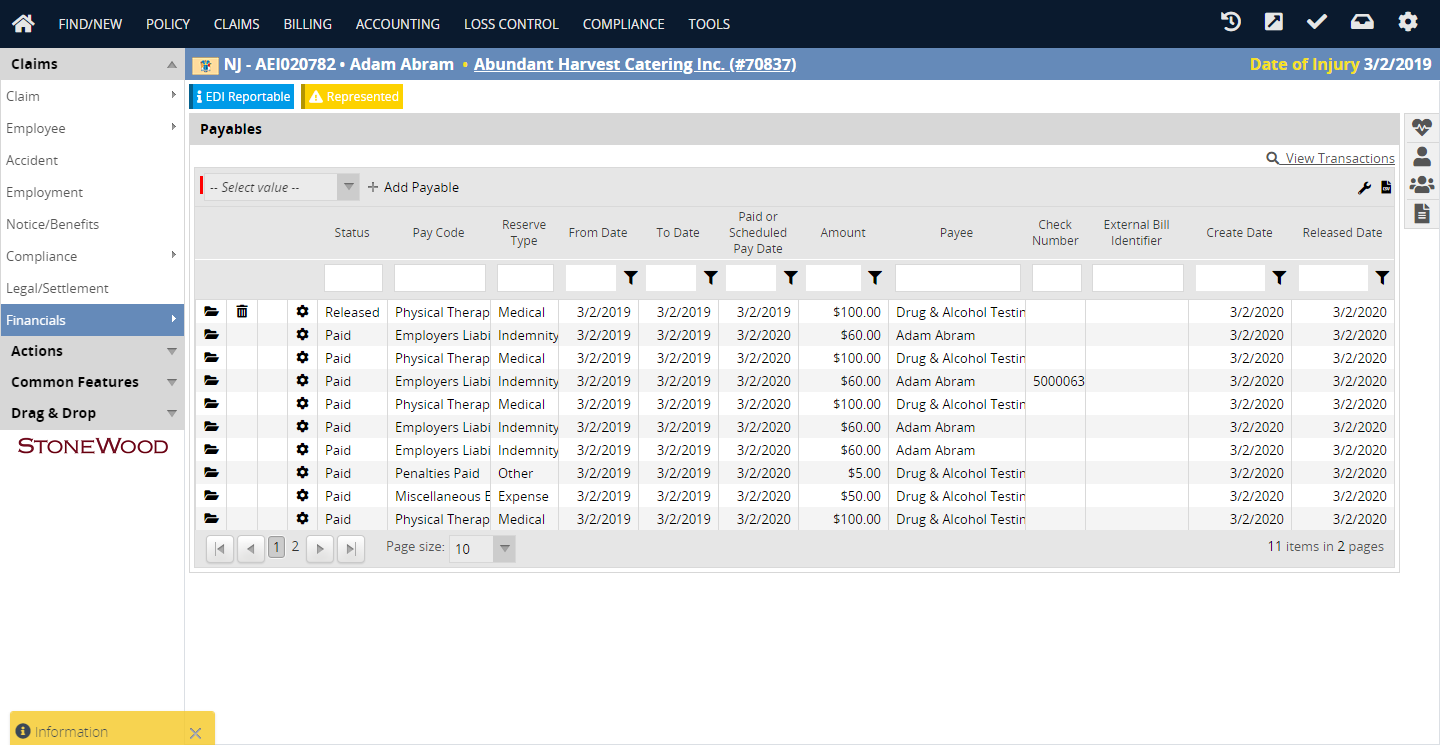 FIND/NEW POLICY CLAIMS BILLING ACCOUNTING LOSS CONTROL COMPLIANCE TOOLS
Claims
NJ - AEI020782 • Adam Abram • Abundant Harvest Catering Inc. (#70837)
Date of Injury 3/2/2019
Claim
Employee
Accident
Employment
Notice/Benefits
Compliance
Legal/Settlement
Financials
Actions
Common Features
Drag & Drop
STONEWOOD
EDI Reportable Represented
Payables
View Transactions
-- Select value -- Add Payable
Status Pay Code Reserve Type From Date To Date Paid or Scheduled Pay Date Amount Payee Check Number External Bill Identifier Create Date Released Date
Released Physical Therap Medical 3/2/2019 3/2/2019 3/2/2019 $100.00 Drug & Alcohol Testin 3/2/2020 3/2/2020
Paid Employers Liabi Indemnity 3/2/2019 3/2/2019 3/2/2020 $60.00 Adam Abram 3/2/2020 3/2/2020
Paid Physical Therap Medical 3/2/2019 3/2/2019 3/2/2020 $100.00 Drug & Alcohol Testin 3/2/2020 3/2/2020
Paid Employers Liabi Indemnity 3/2/2019 3/2/2019 3/2/2020 $60.00 Adam Abram 5000063 3/2/2020 3/2/2020
Paid Physical Therap Medical 3/2/2019 3/2/2019 3/2/2020 $100.00 Drug & Alcohol Testin 3/2/2020 3/2/2020
Paid Employers Liabi Indemnity 3/2/2019 3/2/2019 3/2/2020 $60.00 Adam Abram 3/2/2020 3/2/2020
Paid Employers Liabi Indemnity 3/2/2019 3/2/2019 3/2/2020 $60.00 Adam Abram 3/2/2020 3/2/2020
Paid Penalties Paid Other 3/2/2019 3/2/2019 3/2/2020 $5.00 Drug & Alcohol Testin 3/2/2020 3/2/2020
Paid Miscellaneous E Expense 3/2/2019 3/2/2019 3/2/2020 $50.00 Drug & Alcohol Testin 3/2/2020 3/2/2020
Paid Physical Therap Medical 3/2/2019 3/2/2019 3/2/2020 $100.00 Drug & Alcohol Testin 3/2/2020 3/2/2020
1 2 Page size: 10 11 items in 2 pages
Information